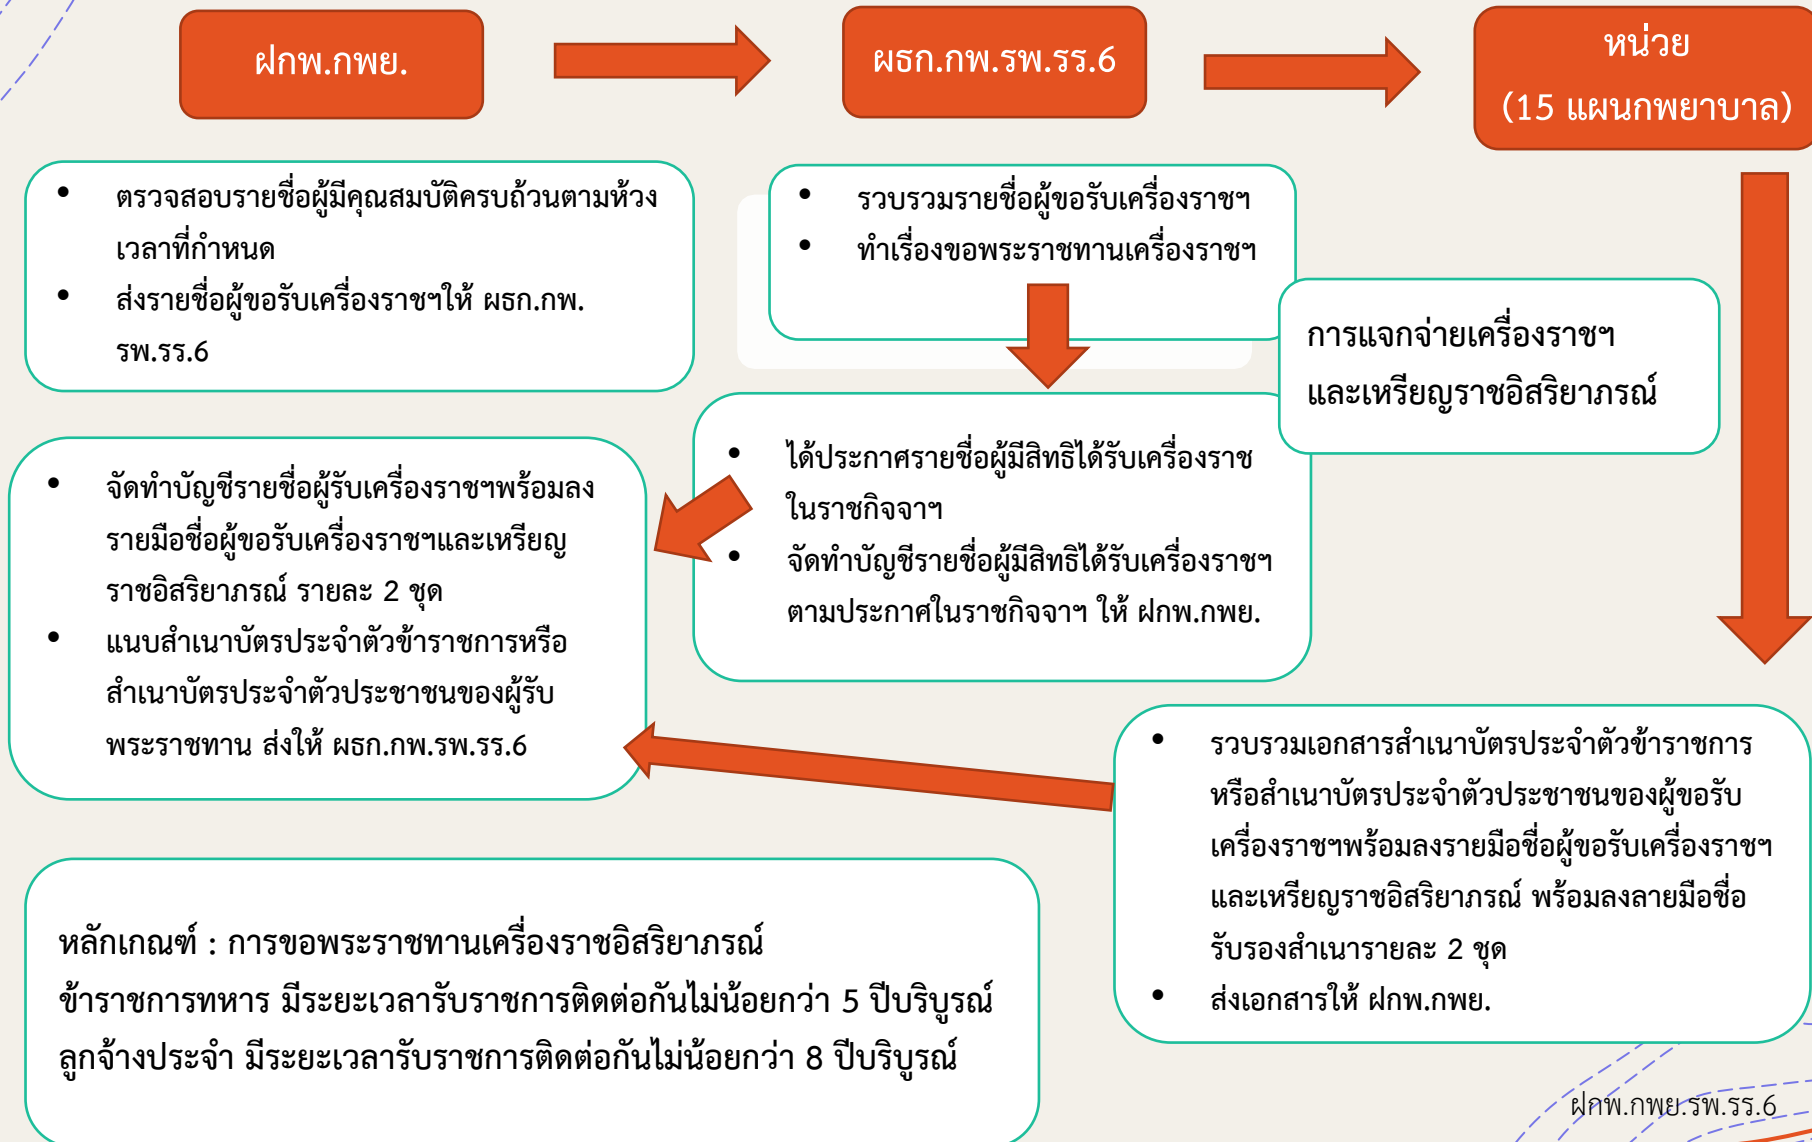 ฝกพ.กพย.
ผธก.กพ.รพ.รร.6
หน่วย
(15 แผนกพยาบาล)
• ตรวจสอบรายชื่อผู้มีคุณสมบัติครบถ้วนตามห้วง
เวลาที่กำหนด
• ส่งรายชื่อผู้ขอรับเครื่องราชฯให้ ผธก.กพ.
รพ.รร.6
• รวบรวมรายชื่อผู้ขอรับเครื่องราชฯ
• ทำเรื่องขอพระราชทานเครื่องราชฯ
การแจกจ่ายเครื่องราชฯ
และเหรียญราชอิสริยาภรณ์
• ได้ประกาศรายชื่อผู้มีสิทธิได้รับเครื่องราช
ในราชกิจจาฯ
• จัดทำบัญชีรายชื่อผู้มีสิทธิได้รับเครื่องราชฯ
ตามประกาศในราชกิจจาฯ ให้ ฝกพ.กพย.
• จัดทำบัญชีรายชื่อผู้รับเครื่องราชฯพร้อมลง
รายมือชื่อผู้ขอรับเครื่องราชฯและเหรียญ
ราชอิสริยาภรณ์ รายละ 2 ชุด
• แนบสำเนาบัตรประจำตัวข้าราชการหรือ
สำเนาบัตรประจำตัวประชาชนของผู้รับ
พระราชทาน ส่งให้ ผธก.กพ.รพ.รร.6
• รวบรวมเอกสารสำเนาบัตรประจำตัวข้าราชการ
หรือสำเนาบัตรประจำตัวประชาชนของผู้ขอรับ
เครื่องราชฯพร้อมลงรายมือชื่อผู้ขอรับเครื่องราชฯ
และเหรียญราชอิสริยาภรณ์ พร้อมลงลายมือชื่อ
รับรองสำเนารายละ 2 ชุด
• ส่งเอกสารให้ ฝกพ.กพย.
หลักเกณฑ์ : การขอพระราชทานเครื่องราชอิสริยาภรณ์
ข้าราชการทหาร มีระยะเวลารับราชการติดต่อกันไม่น้อยกว่า 5 ปีบริบูรณ์
ลูกจ้างประจำ มีระยะเวลารับราชการติดต่อกันไม่น้อยกว่า 8 ปีบริบูรณ์
ฝกพ.กพย.รพ.รร.6